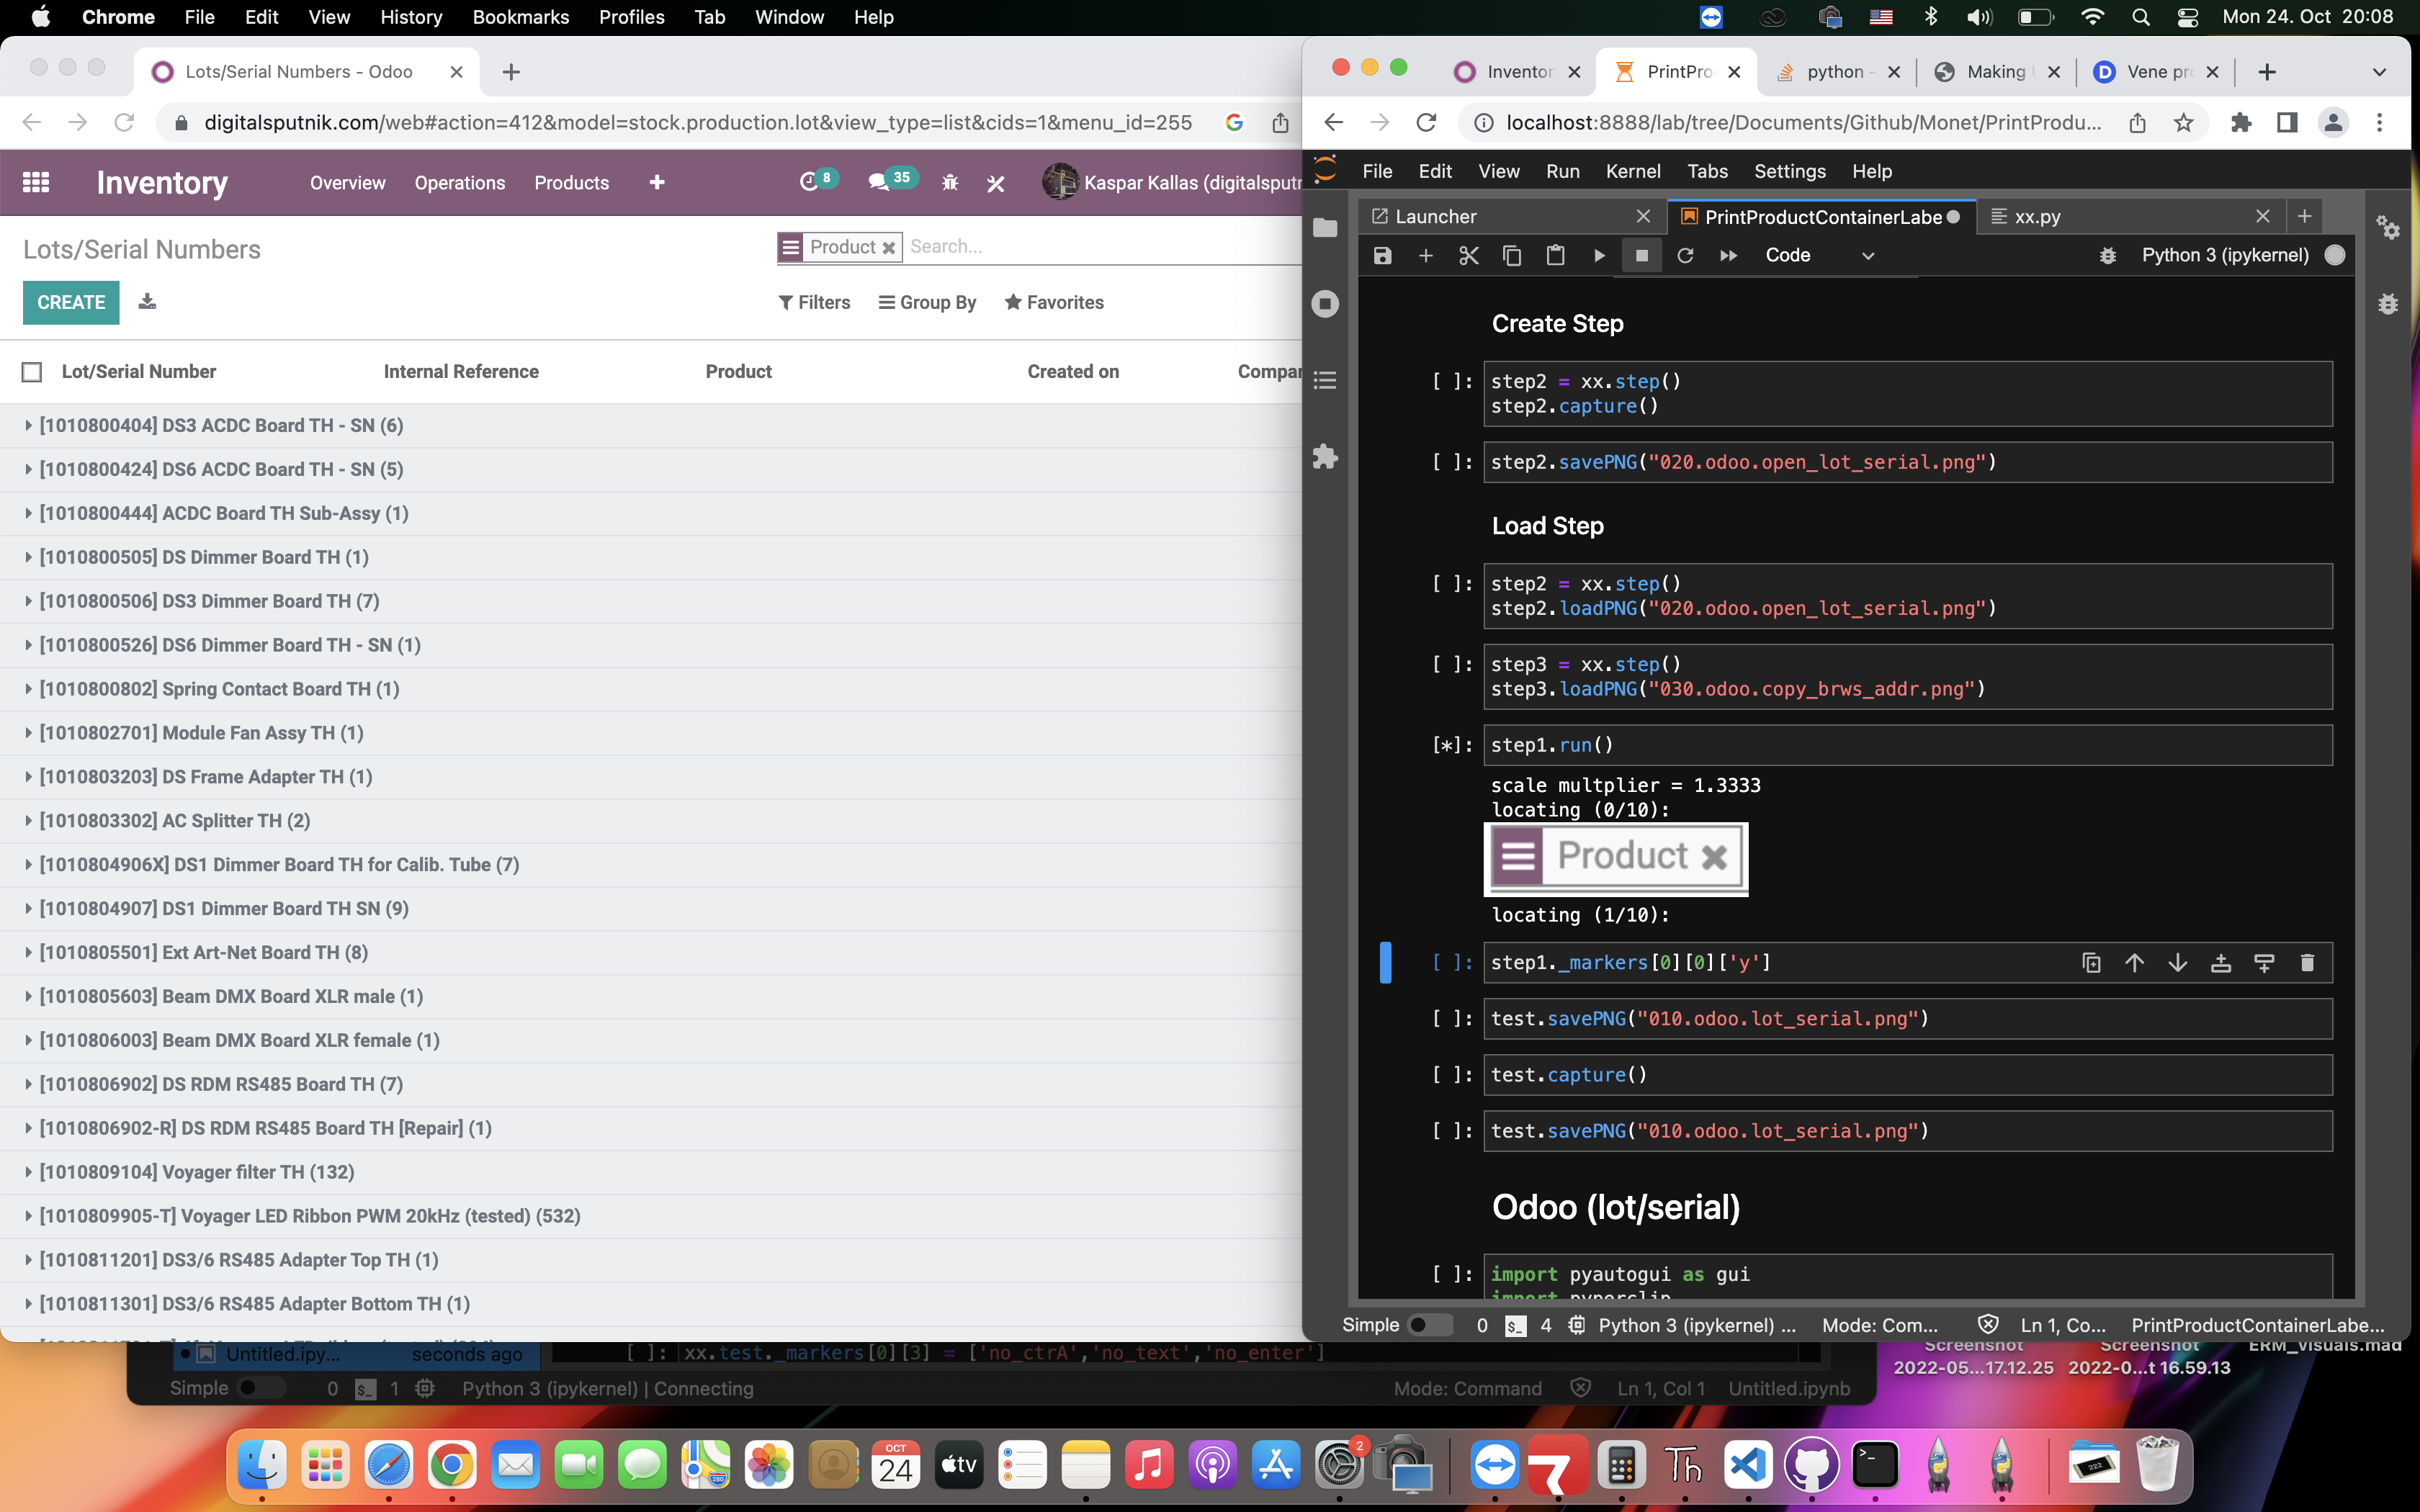 Chrome File Edit View History Bookmarks Profiles Tab Window Help Mon 24. Oct 20:08
Lots/Serial Numbers - Odoo
digitalsputnik.com/web#action=412&model=stock.production.lot&view_type=list&cids=1&menu_id=255
Inventory Overview Operations Products 8 35 Kaspar Kallas (digitalsputn
Lots/Serial Numbers
Product Search...
CREATE Filters Group By Favorites
Lot/Serial Number Internal Reference Product Created on Compan
[1010800404] DS3 ACDC Board TH - SN (6)
[1010800424] DS6 ACDC Board TH - SN (5)
[1010800444] ACDC Board TH Sub-Assy (1)
[1010800505] DS Dimmer Board TH (1)
[1010800506] DS3 Dimmer Board TH (7)
[1010800526] DS6 Dimmer Board TH - SN (1)
[1010800802] Spring Contact Board TH (1)
[1010802701] Module Fan Assy TH (1)
[1010803203] DS Frame Adapter TH (1)
[1010803302] AC Splitter TH (2)
[1010804906X] DS1 Dimmer Board TH for Calib. Tube (7)
[1010804907] DS1 Dimmer Board TH SN (9)
[1010805501] Ext Art-Net Board TH (8)
[1010805603] Beam DMX Board XLR male (1)
[1010806003] Beam DMX Board XLR female (1)
[1010806902] DS RDM RS485 Board TH (7)
[1010806902-R] DS RDM RS485 Board TH [Repair] (1)
[1010809104] Voyager filter TH (132)
[1010809905-T] Voyager LED Ribbon PWM 20kHz (tested) (532)
[1010811201] DS3/6 RS485 Adapter Top TH (1)
[1010811301] DS3/6 RS485 Adapter Bottom TH (1)
Inventor PrintPro python - Making Vene pr
localhost:8888/lab/tree/Documents/Github/Monet/PrintProdu...
File Edit View Run Kernel Tabs Settings Help
Launcher PrintProductContainerLabe xx.py
Code Python 3 (ipykernel)
Create Step
[ ]: step2 = xx.step()
step2.capture()
[ ]: step2.savePNG("020.odoo.open_lot_serial.png")
Load Step
[ ]: step2 = xx.step()
step2.loadPNG("020.odoo.open_lot_serial.png")
[ ]: step3 = xx.step()
step3.loadPNG("030.odoo.copy_brws_addr.png")
[*]: step1.run()
scale multplier = 1.3333
locating (0/10):
Product
locating (1/10):
[ ]: step1._markers[0][0]['y']
[ ]: test.savePNG("010.odoo.lot_serial.png")
[ ]: test.capture()
[ ]: test.savePNG("010.odoo.lot_serial.png")
Odoo (lot/serial)
[ ]: import pyautogui as gui
import pyperclip
Simple 0 4 Python 3 (ipykernel) ... Mode: Com... Ln 1, Co... PrintProductContainerLabe...
Untitled.ipy... seconds ago [ ]: xx.test._markers[0][3] = ['no_ctrA','no_text','no_enter']
Simple 0 1 Python 3 (ipykernel) | Connecting Mode: Command Ln 1, Col 1 Untitled.ipynb
Screenshot Screenshot ERM_visuals.mad
2022-05...17.12.25 2022-0...t 16.59.13
OCT
24
tv
280
2
Th
222